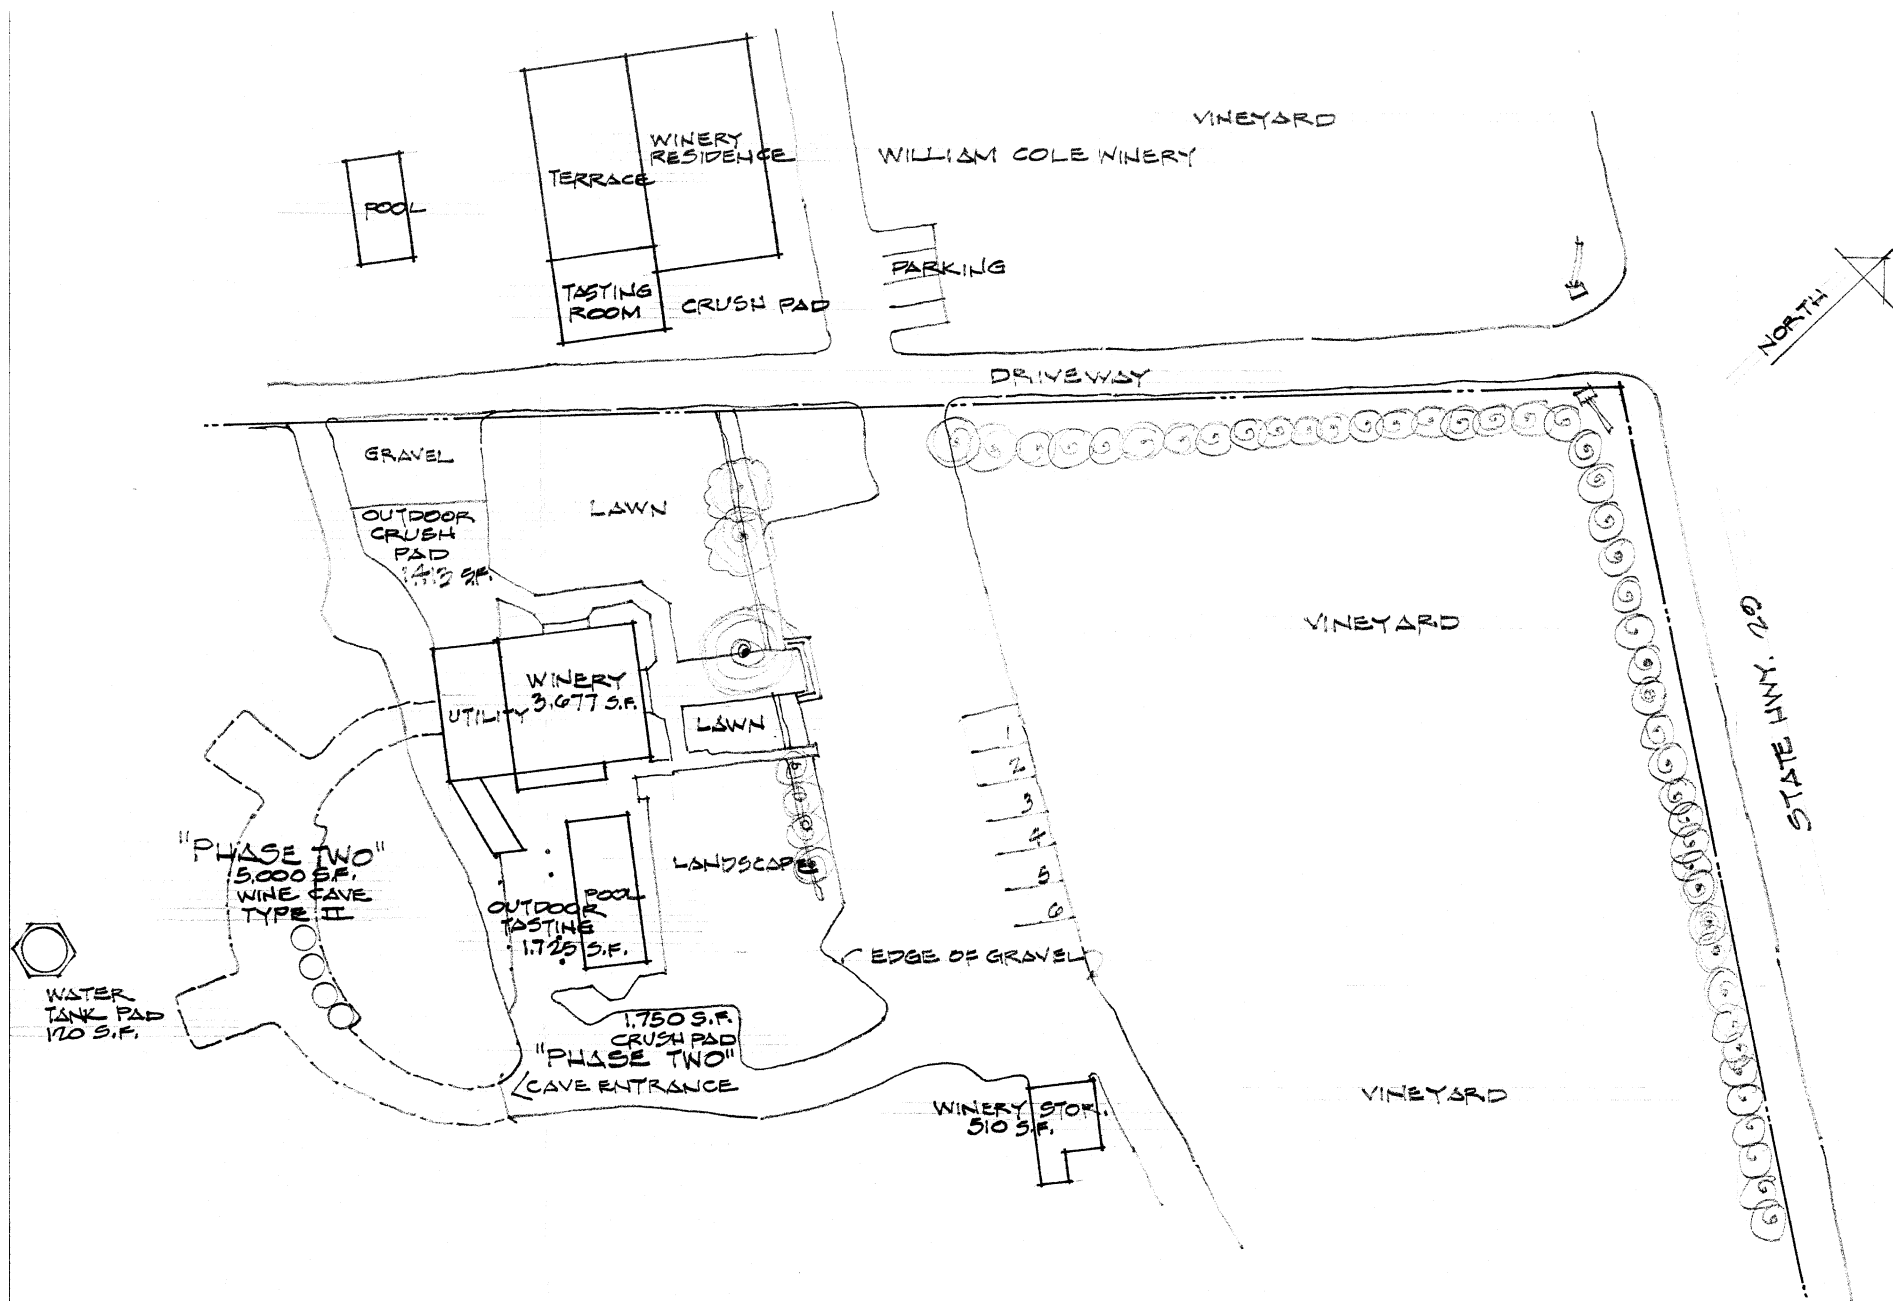 VINEYARD
WILLIAM COLE WINERY
WINERY
RESIDENCE
TERRACE
POOL
PARKING
TASTING
ROOM
CRUSH PAD
NORTH
DRIVEWAY
GRAVEL
LAWN
OUTDOOR
CRUSH
PAD
1413 S.F.
VINEYARD
STATE HWY. 29
WINERY
3,677 S.F.
UTILITY
LAWN
1
2
3
4
5
6
"PHASE TWO"
5,000 S.F.
WINE CAVE
TYPE II
LANDSCAPE
POOL
OUTDOOR
TASTING
1,725 S.F.
EDGE OF GRAVEL
WATER
TANK PAD
120 S.F.
1,750 S.F.
CRUSH PAD
"PHASE TWO"
CAVE ENTRANCE
WINERY STOR.
510 S.F.
VINEYARD